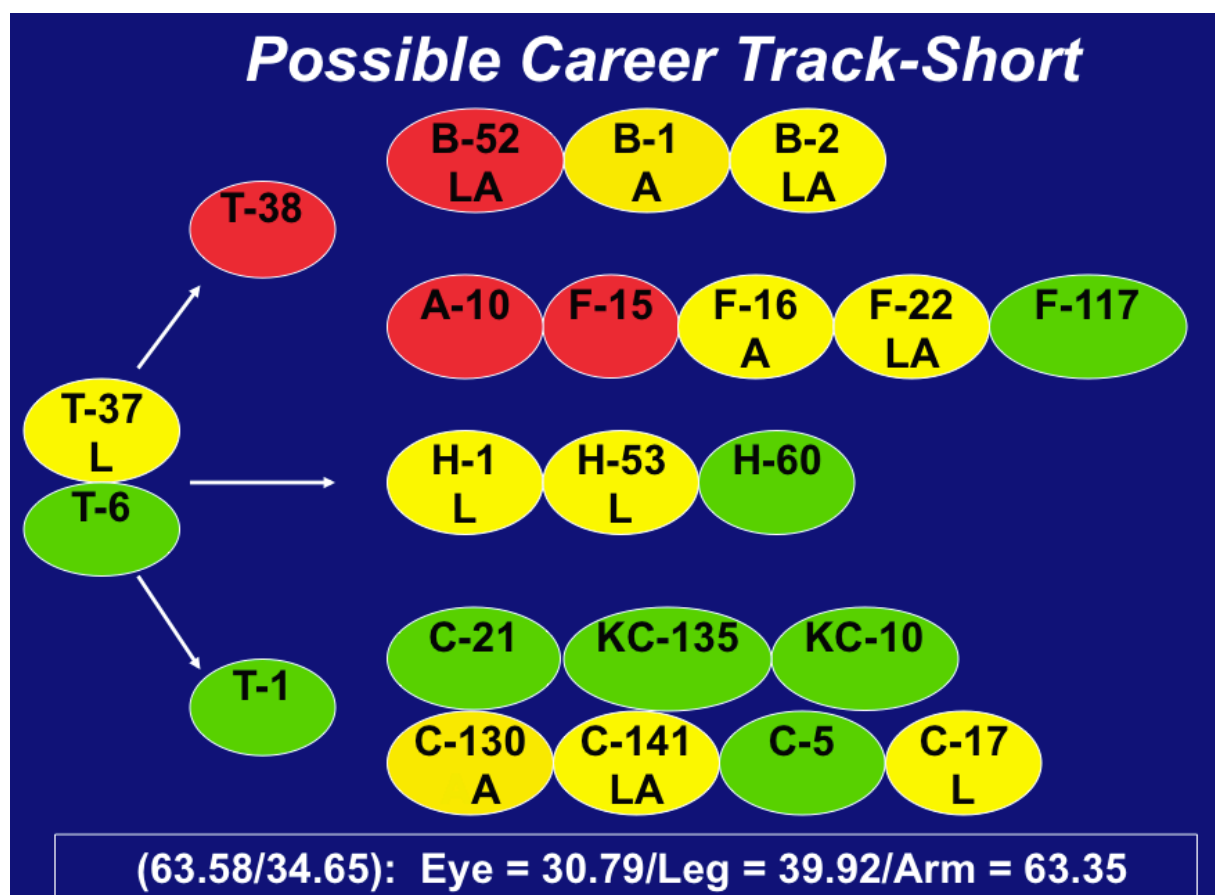 Possible Career Track-Short
B-52 B-1 B-2
LA A LA
T-38
A-10 F-15 F-16 F-22 F-117
A LA
T-37
L
H-1 H-53 H-60
L L
T-6
C-21 KC-135 KC-10
T-1
C-130 C-141 C-5 C-17
A LA L
(63.58/34.65): Eye = 30.79/Leg = 39.92/Arm = 63.35